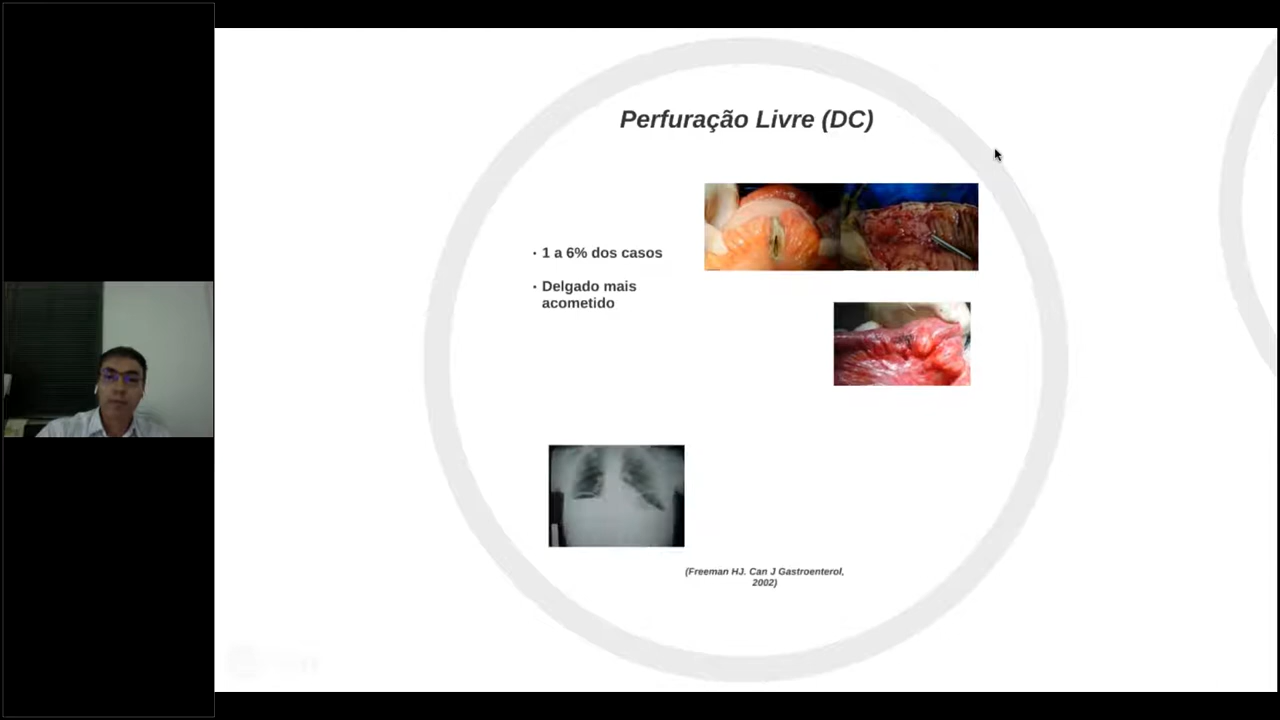 Perfuração Livre (DC)
· 1 a 6% dos casos
· Delgado mais
acometido
(Freeman HJ. Can J Gastroenterol,
2002)